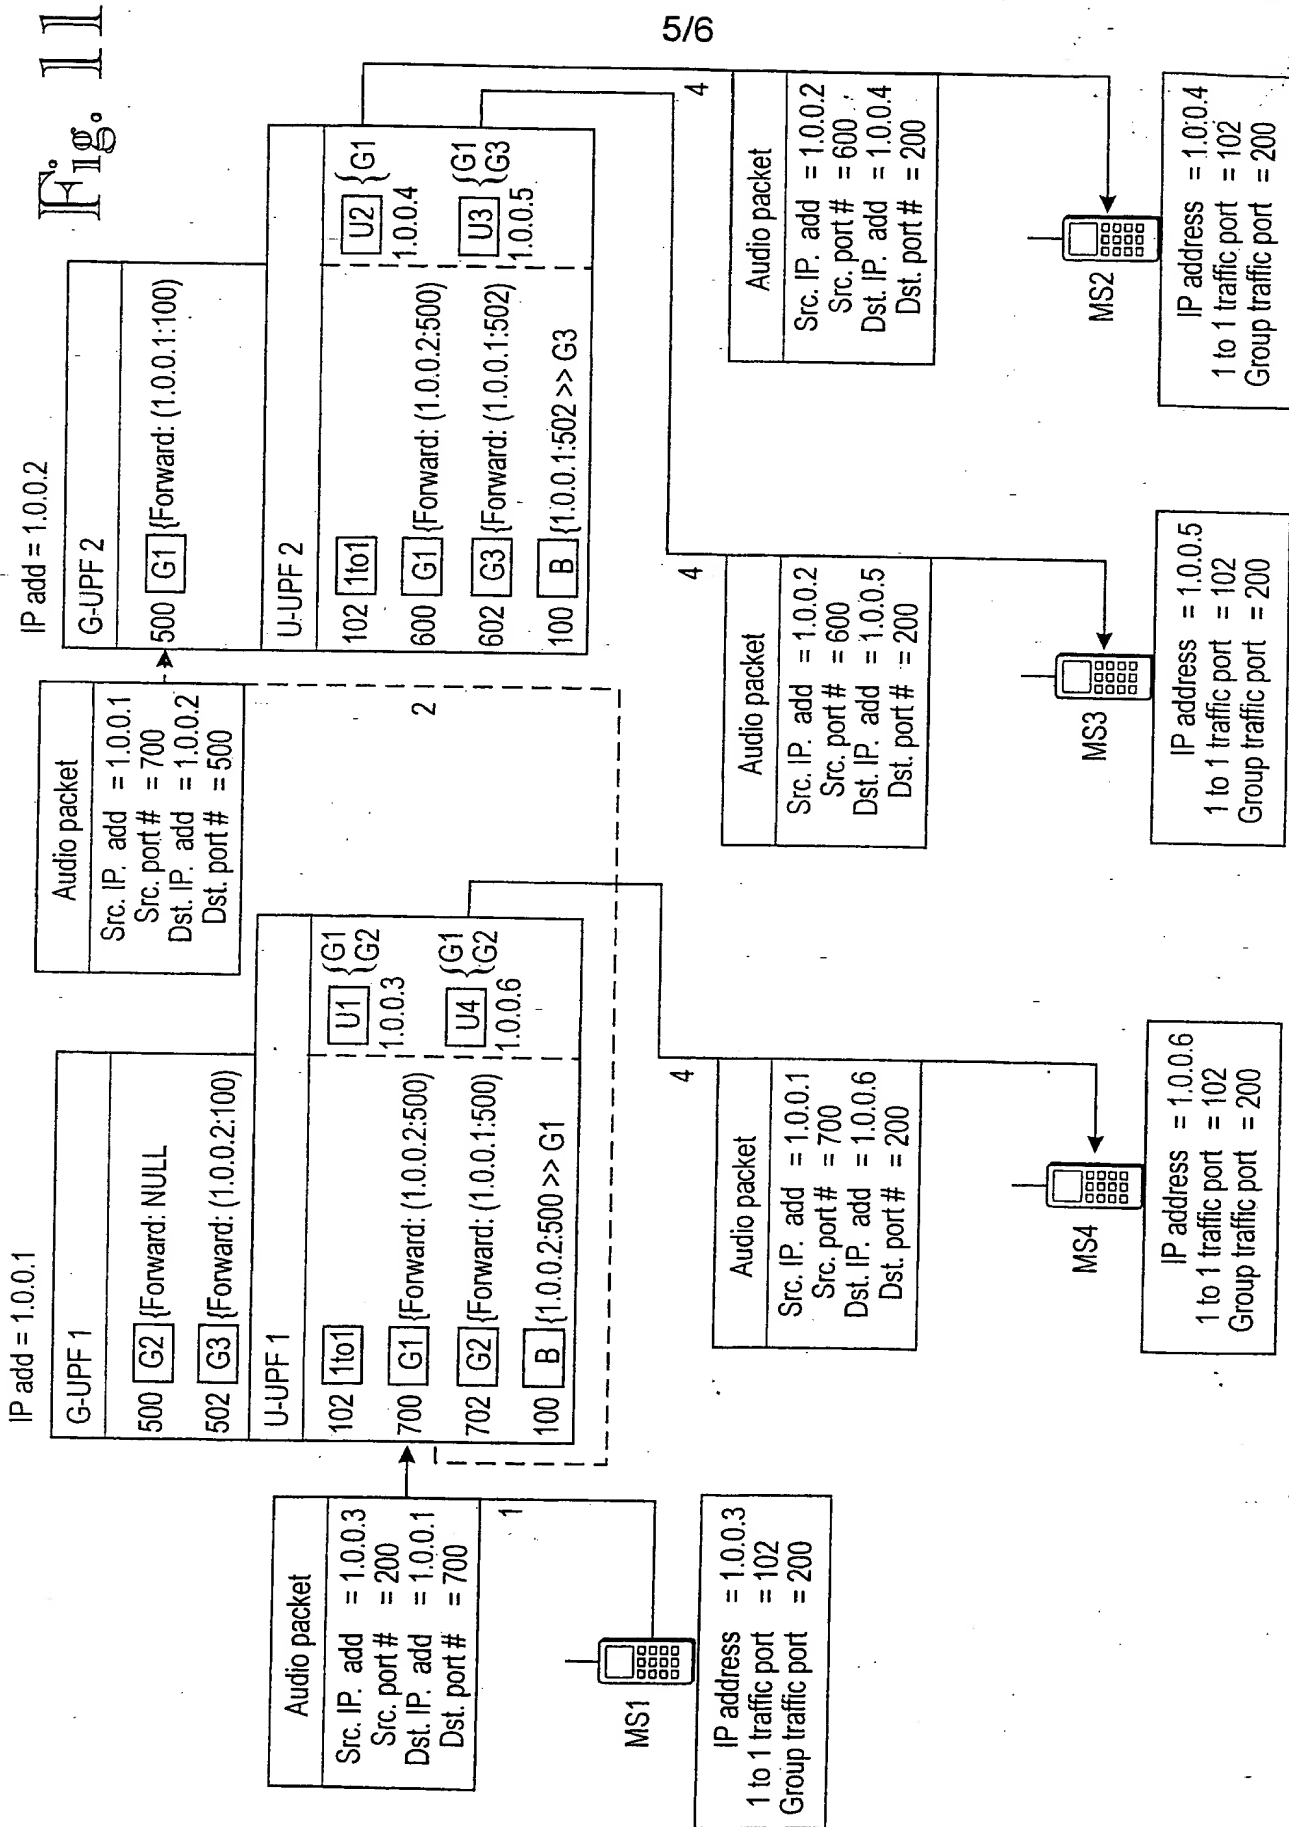 5/6
Fig. 11
IP add = 1.0.0.1
G-UPF 1
500 G2 {Forward: NULL
502 G3 {Forward: (1.0.0.2:100)
U-UPF 1
102 1to1
700 G1 {Forward: (1.0.0.2:500)
702 G2 {Forward: (1.0.0.1:500)
100 B {1.0.0.2:500 >> G1
U1 {G1
G2
1.0.0.3
U4 {G1
G2
1.0.0.6
IP add = 1.0.0.2
G-UPF 2
500 G1 {Forward: (1.0.0.1:100)
U-UPF 2
102 1to1
600 G1 {Forward: (1.0.0.2:500)
602 G3 {Forward: (1.0.0.1:502)
100 B {1.0.0.1:502 >> G3
U2 {G1
1.0.0.4
U3 {G1
G3
1.0.0.5
Audio packet
Src. IP. add = 1.0.0.1
Src. port # = 700
Dst. IP. add = 1.0.0.2
Dst. port # = 500
2
Audio packet
Src. IP. add = 1.0.0.3
Src. port # = 200
Dst. IP. add = 1.0.0.1
Dst. port # = 700
1
MS1
IP address = 1.0.0.3
1 to 1 traffic port = 102
Group traffic port = 200
4
Audio packet
Src. IP. add = 1.0.0.1
Src. port # = 700
Dst. IP. add = 1.0.0.6
Dst. port # = 200
MS4
IP address = 1.0.0.6
1 to 1 traffic port = 102
Group traffic port = 200
4
Audio packet
Src. IP. add = 1.0.0.2
Src. port # = 600
Dst. IP. add = 1.0.0.5
Dst. port # = 200
MS3
IP address = 1.0.0.5
1 to 1 traffic port = 102
Group traffic port = 200
4
Audio packet
Src. IP. add = 1.0.0.2
Src. port # = 600
Dst. IP. add = 1.0.0.4
Dst. port # = 200
MS2
IP address = 1.0.0.4
1 to 1 traffic port = 102
Group traffic port = 200